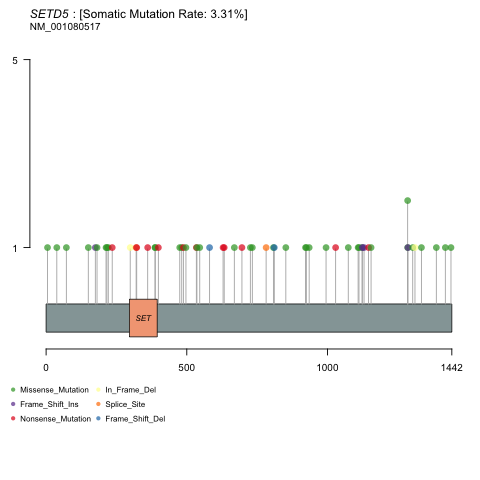 SETD5 : [Somatic Mutation Rate: 3.31%]
NM_001080517
5
1
SET
0 500 1000 1442
Missense_Mutation In_Frame_Del
Frame_Shift_Ins Splice_Site
Nonsense_Mutation Frame_Shift_Del